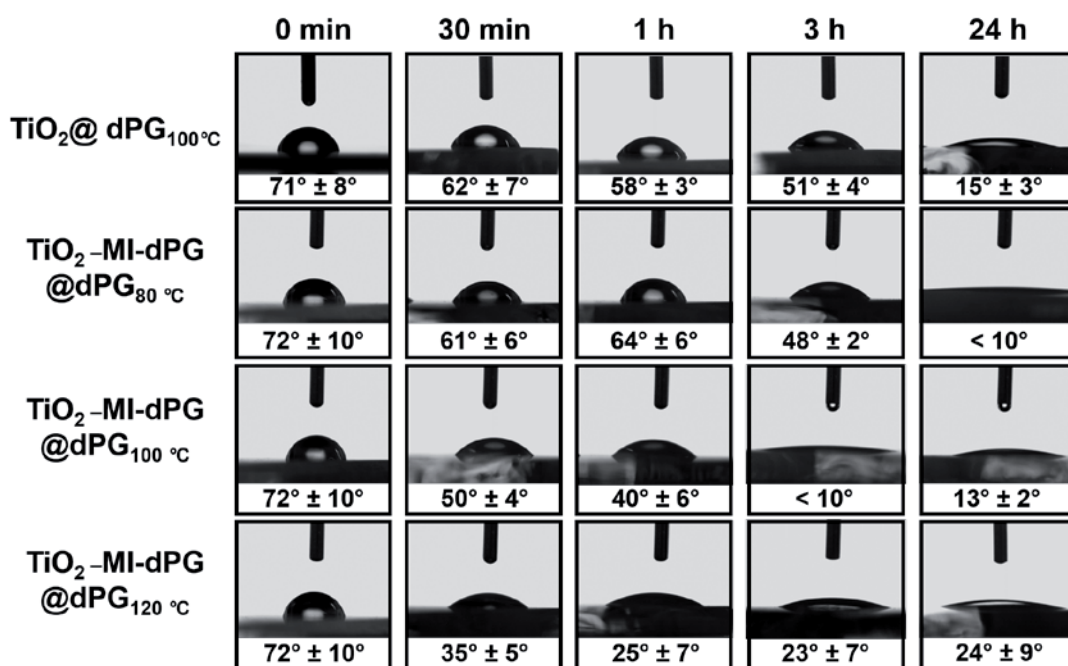 0 min 30 min 1 h 3 h 24 h
TiO₂@ dPG₁₀₀°C
71° ± 8° 62° ± 7° 58° ± 3° 51° ± 4° 15° ± 3°
TiO₂ –MI-dPG
@dPG₈₀ °C
72° ± 10° 61° ± 6° 64° ± 6° 48° ± 2° < 10°
TiO₂ –MI-dPG
@dPG₁₀₀ °C
72° ± 10° 50° ± 4° 40° ± 6° < 10° 13° ± 2°
TiO₂ –MI-dPG
@dPG₁₂₀ °C
72° ± 10° 35° ± 5° 25° ± 7° 23° ± 7° 24° ± 9°